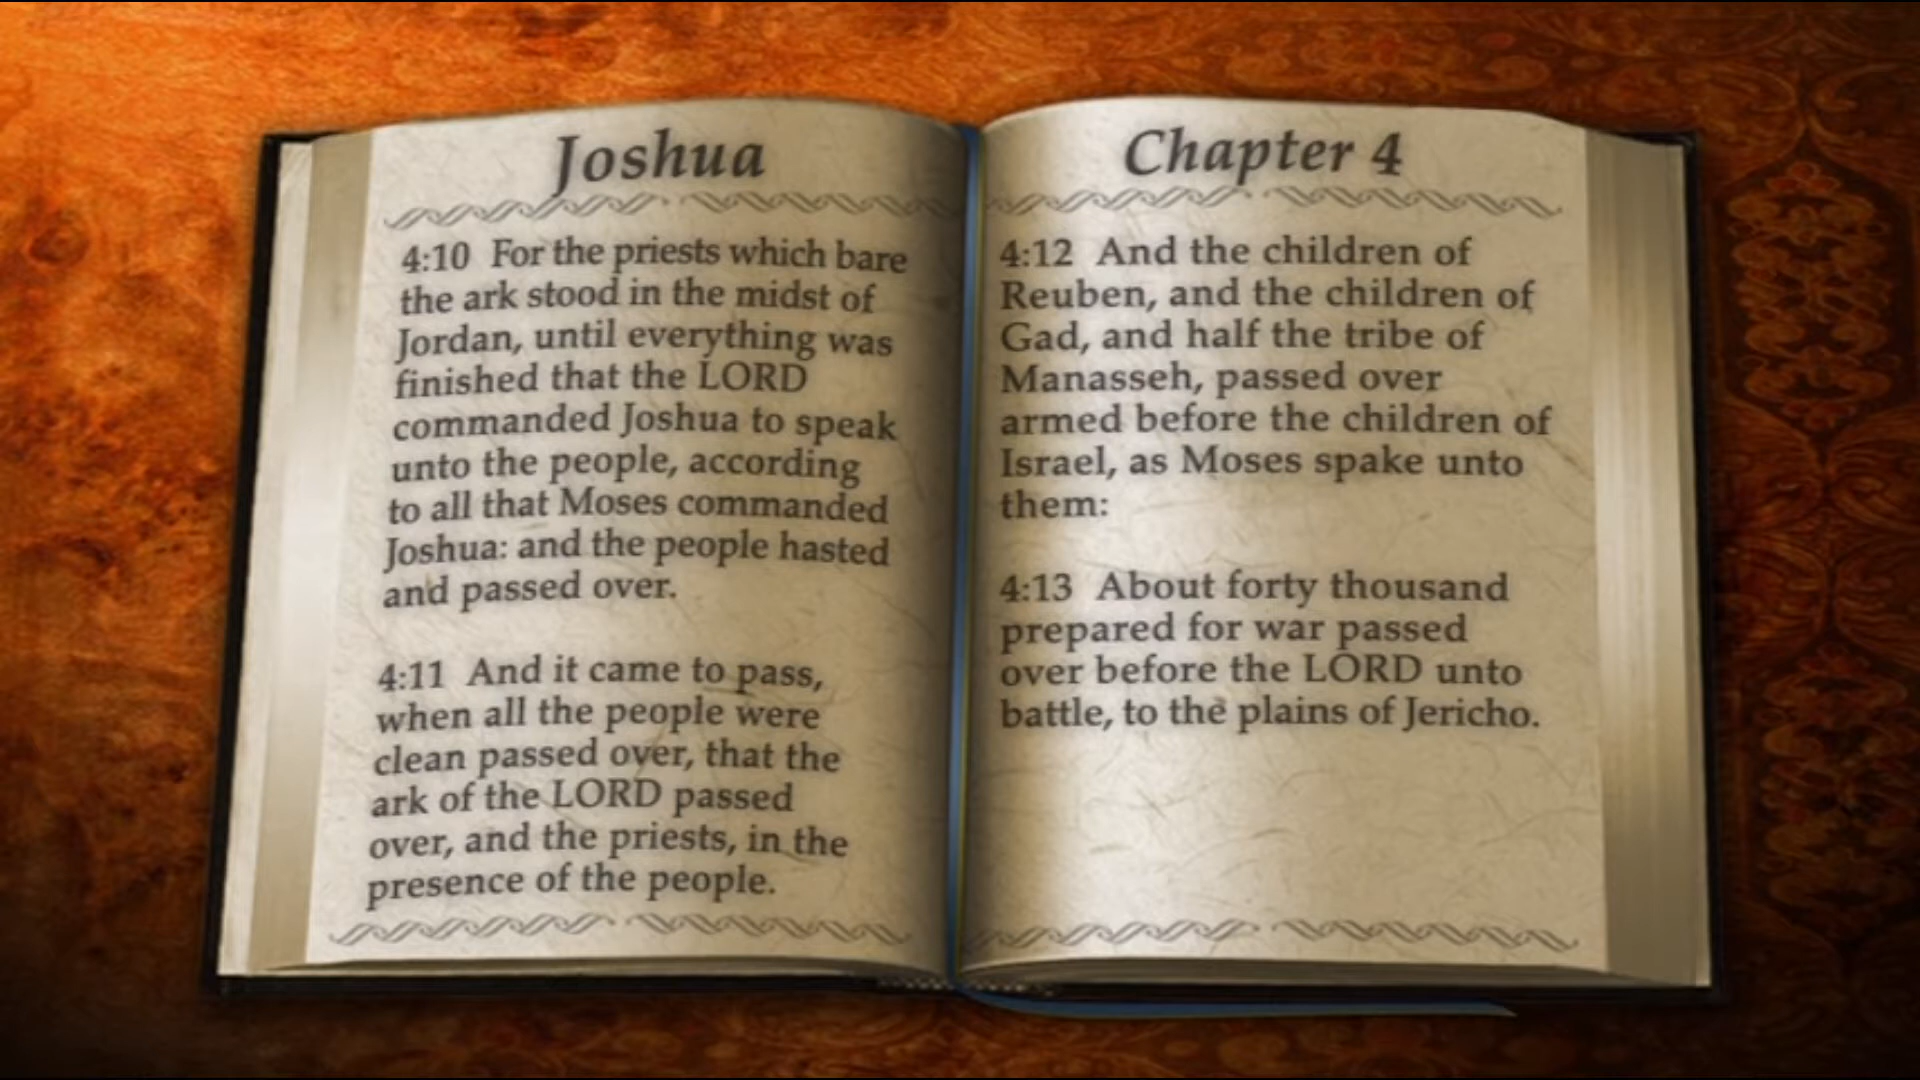 Joshua
4:10 For the priests which bare
the ark stood in the midst of
Jordan, until everything was
finished that the LORD
commanded Joshua to speak
unto the people, according
to all that Moses commanded
Joshua: and the people hasted
and passed over.
4:11 And it came to pass,
when all the people were
clean passed over, that the
ark of the LORD passed
over, and the priests, in the
presence of the people.
Chapter 4
4:12 And the children of
Reuben, and the children of
Gad, and half the tribe of
Manasseh, passed over
armed before the children of
Israel, as Moses spake unto
them:
4:13 About forty thousand
prepared for war passed
over before the LORD unto
battle, to the plains of Jericho.